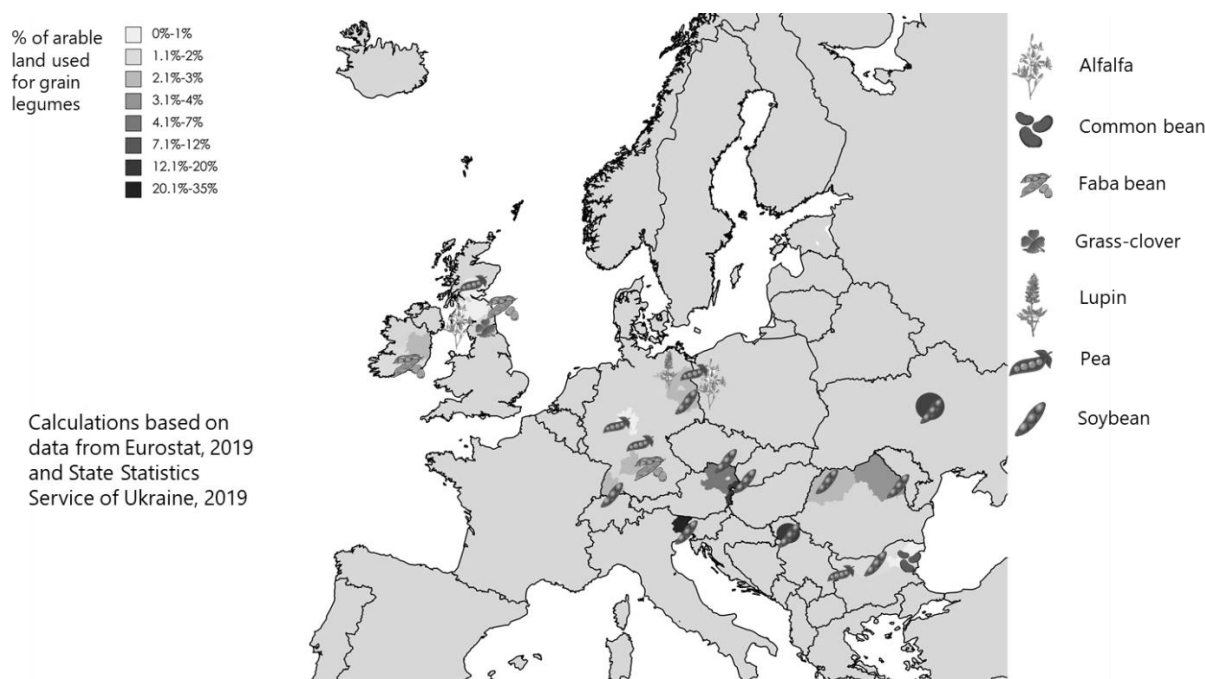 % of arable
land used
for grain
legumes
0%-1%
1.1%-2%
2.1%-3%
3.1%-4%
4.1%-7%
7.1%-12%
12.1%-20%
20.1%-35%
Alfalfa
Common bean
Faba bean
Grass-clover
Lupin
Pea
Soybean
Calculations based on
data from Eurostat, 2019
and State Statistics
Service of Ukraine, 2019